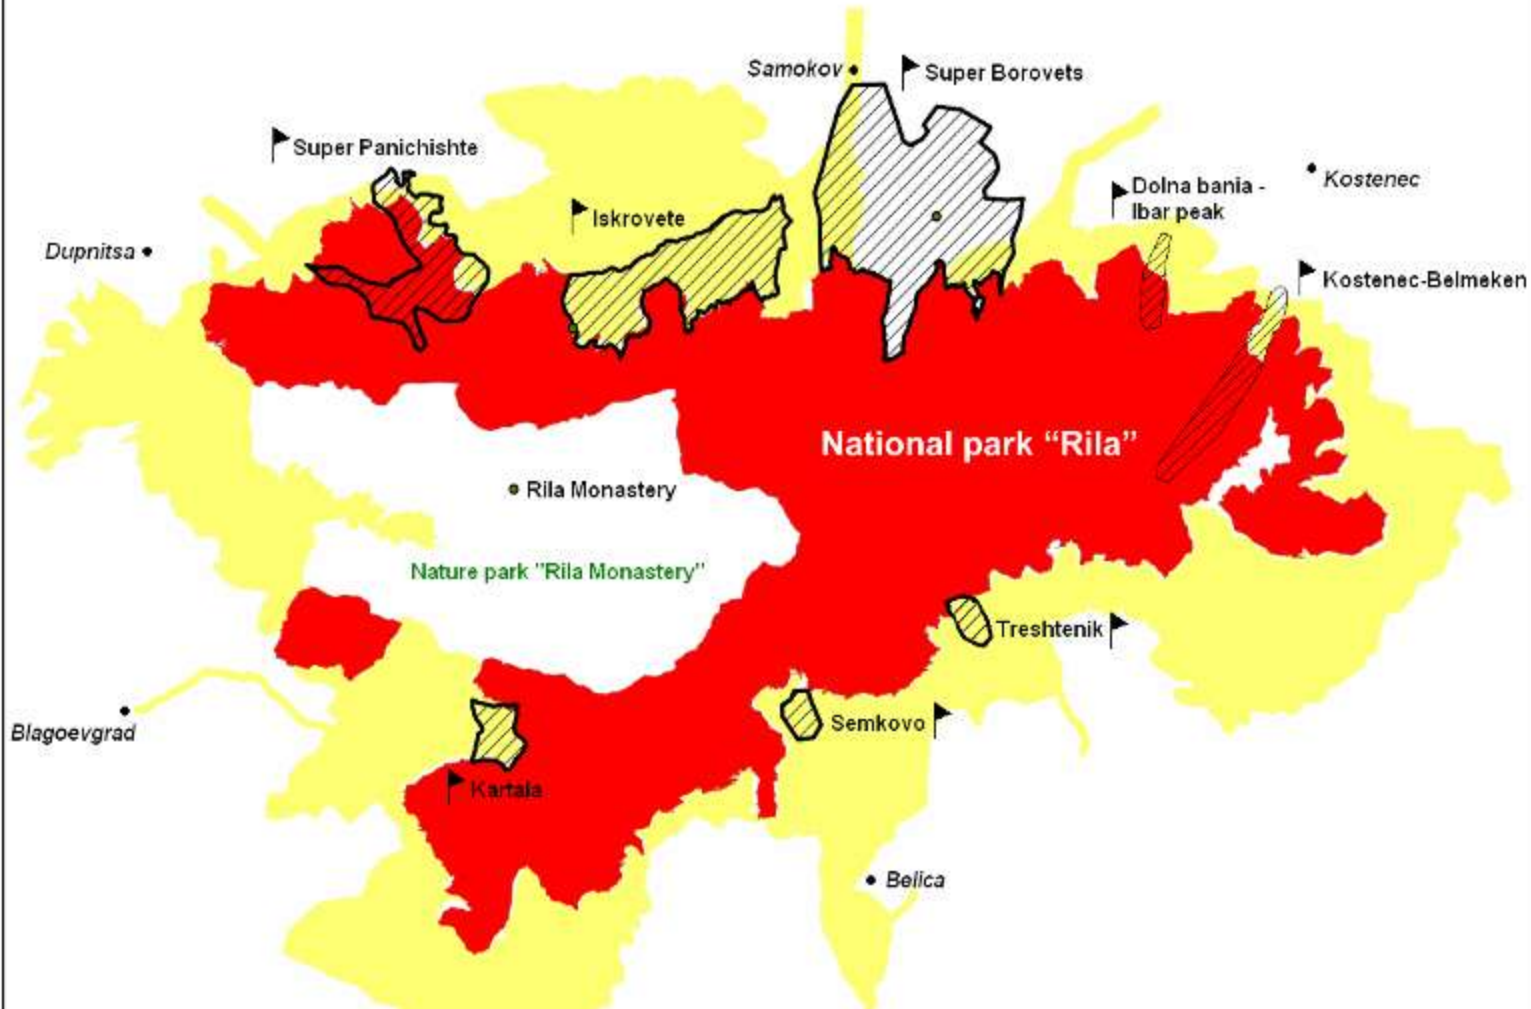 Samokov
Super Borovets
Super Panichishte
Kostenec
Dolna bania -
Ibar peak
Iskrovete
Dupnitsa
Kostenec-Belmeken
National park “Rila”
Rila Monastery
Nature park ”Rila Monastery”
Treshtenik
Semkovo
Blagoevgrad
Kartala
Belica